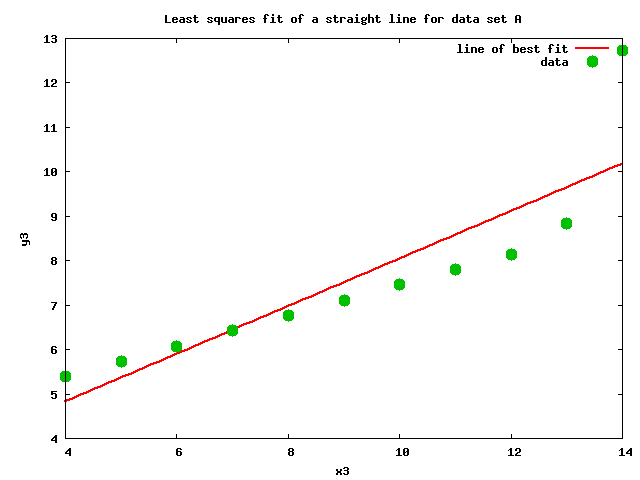 Least squares fit of a straight line for data set A
line of best fit
data
13
12
11
10
9
8
7
6
5
4
y3
4 6 8 10 12 14
x3